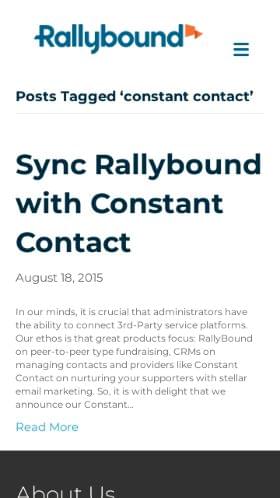 Rallybound
Posts Tagged ‘constant contact’
Sync Rallybound
with Constant
Contact
August 18, 2015
In our minds, it is crucial that administrators have
the ability to connect 3rd-Party service platforms.
Our ethos is that great products focus: RallyBound
on peer-to-peer type fundraising, CRMs on
managing contacts and providers like Constant
Contact on nurturing your supporters with stellar
email marketing. So, it is with delight that we
announce our Constant...
Read More
About Us